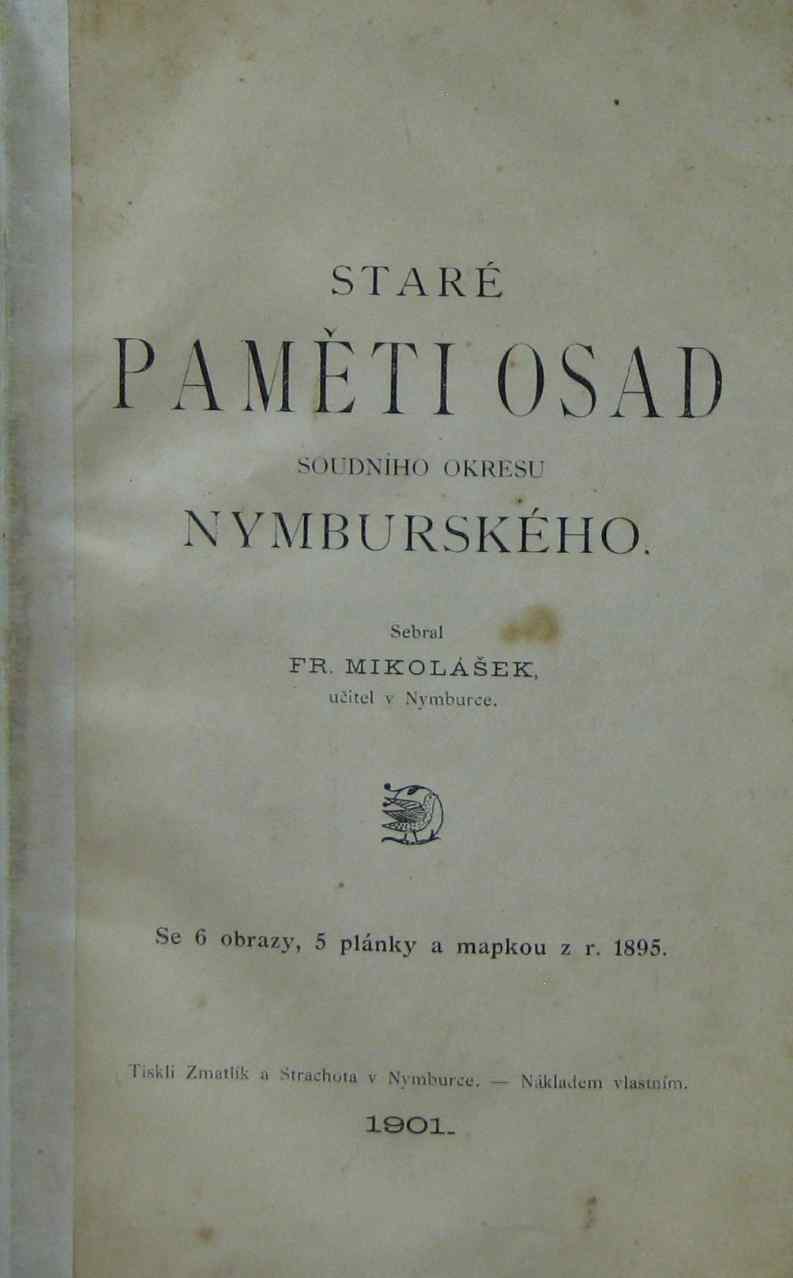 STARÉ
PAMĚTI OSAD
SOUDNÍHO OKRESU
NYMBURSKÉHO.
Sebral
FR. MIKOLÁŠEK,
učitel v Nymburce.
Se 6 obrazy, 5 plánky a mapkou z r. 1895.
Tiskli Zmatlík a Strachota v Nymburce. — Nákladem vlastním.
1901.